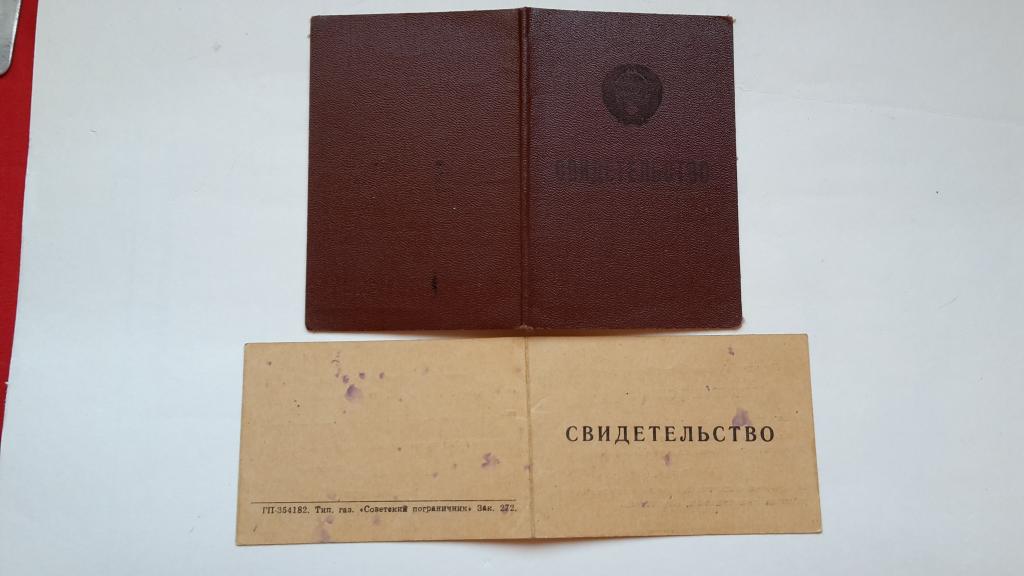 СВИДЕТЕЛЬСТВО
СВИДЕТЕЛЬСТВО
ГП-354182. Тип. газ. «Советский пограничник» Зак. 272.